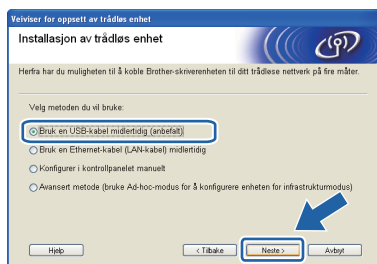 Veiviser for oppsett av trådløs enhet
Installasjon av trådløs enhet
Herfra har du muligheten til å koble Brother-skriverenheten til ditt trådløse nettverk på fire måter.
Velg metoden du vil bruke:
Bruk en USB-kabel midlertidig (anbefalt)
Bruk en Ethernet-kabel (LAN-kabel) midlertidig
Konfigurer i kontrollpanelet manuelt
Avansert metode (bruke Ad-hoc-modus for å konfigurere enheten for infrastrukturmodus)
Hjelp < Tilbake Neste > Avbryt